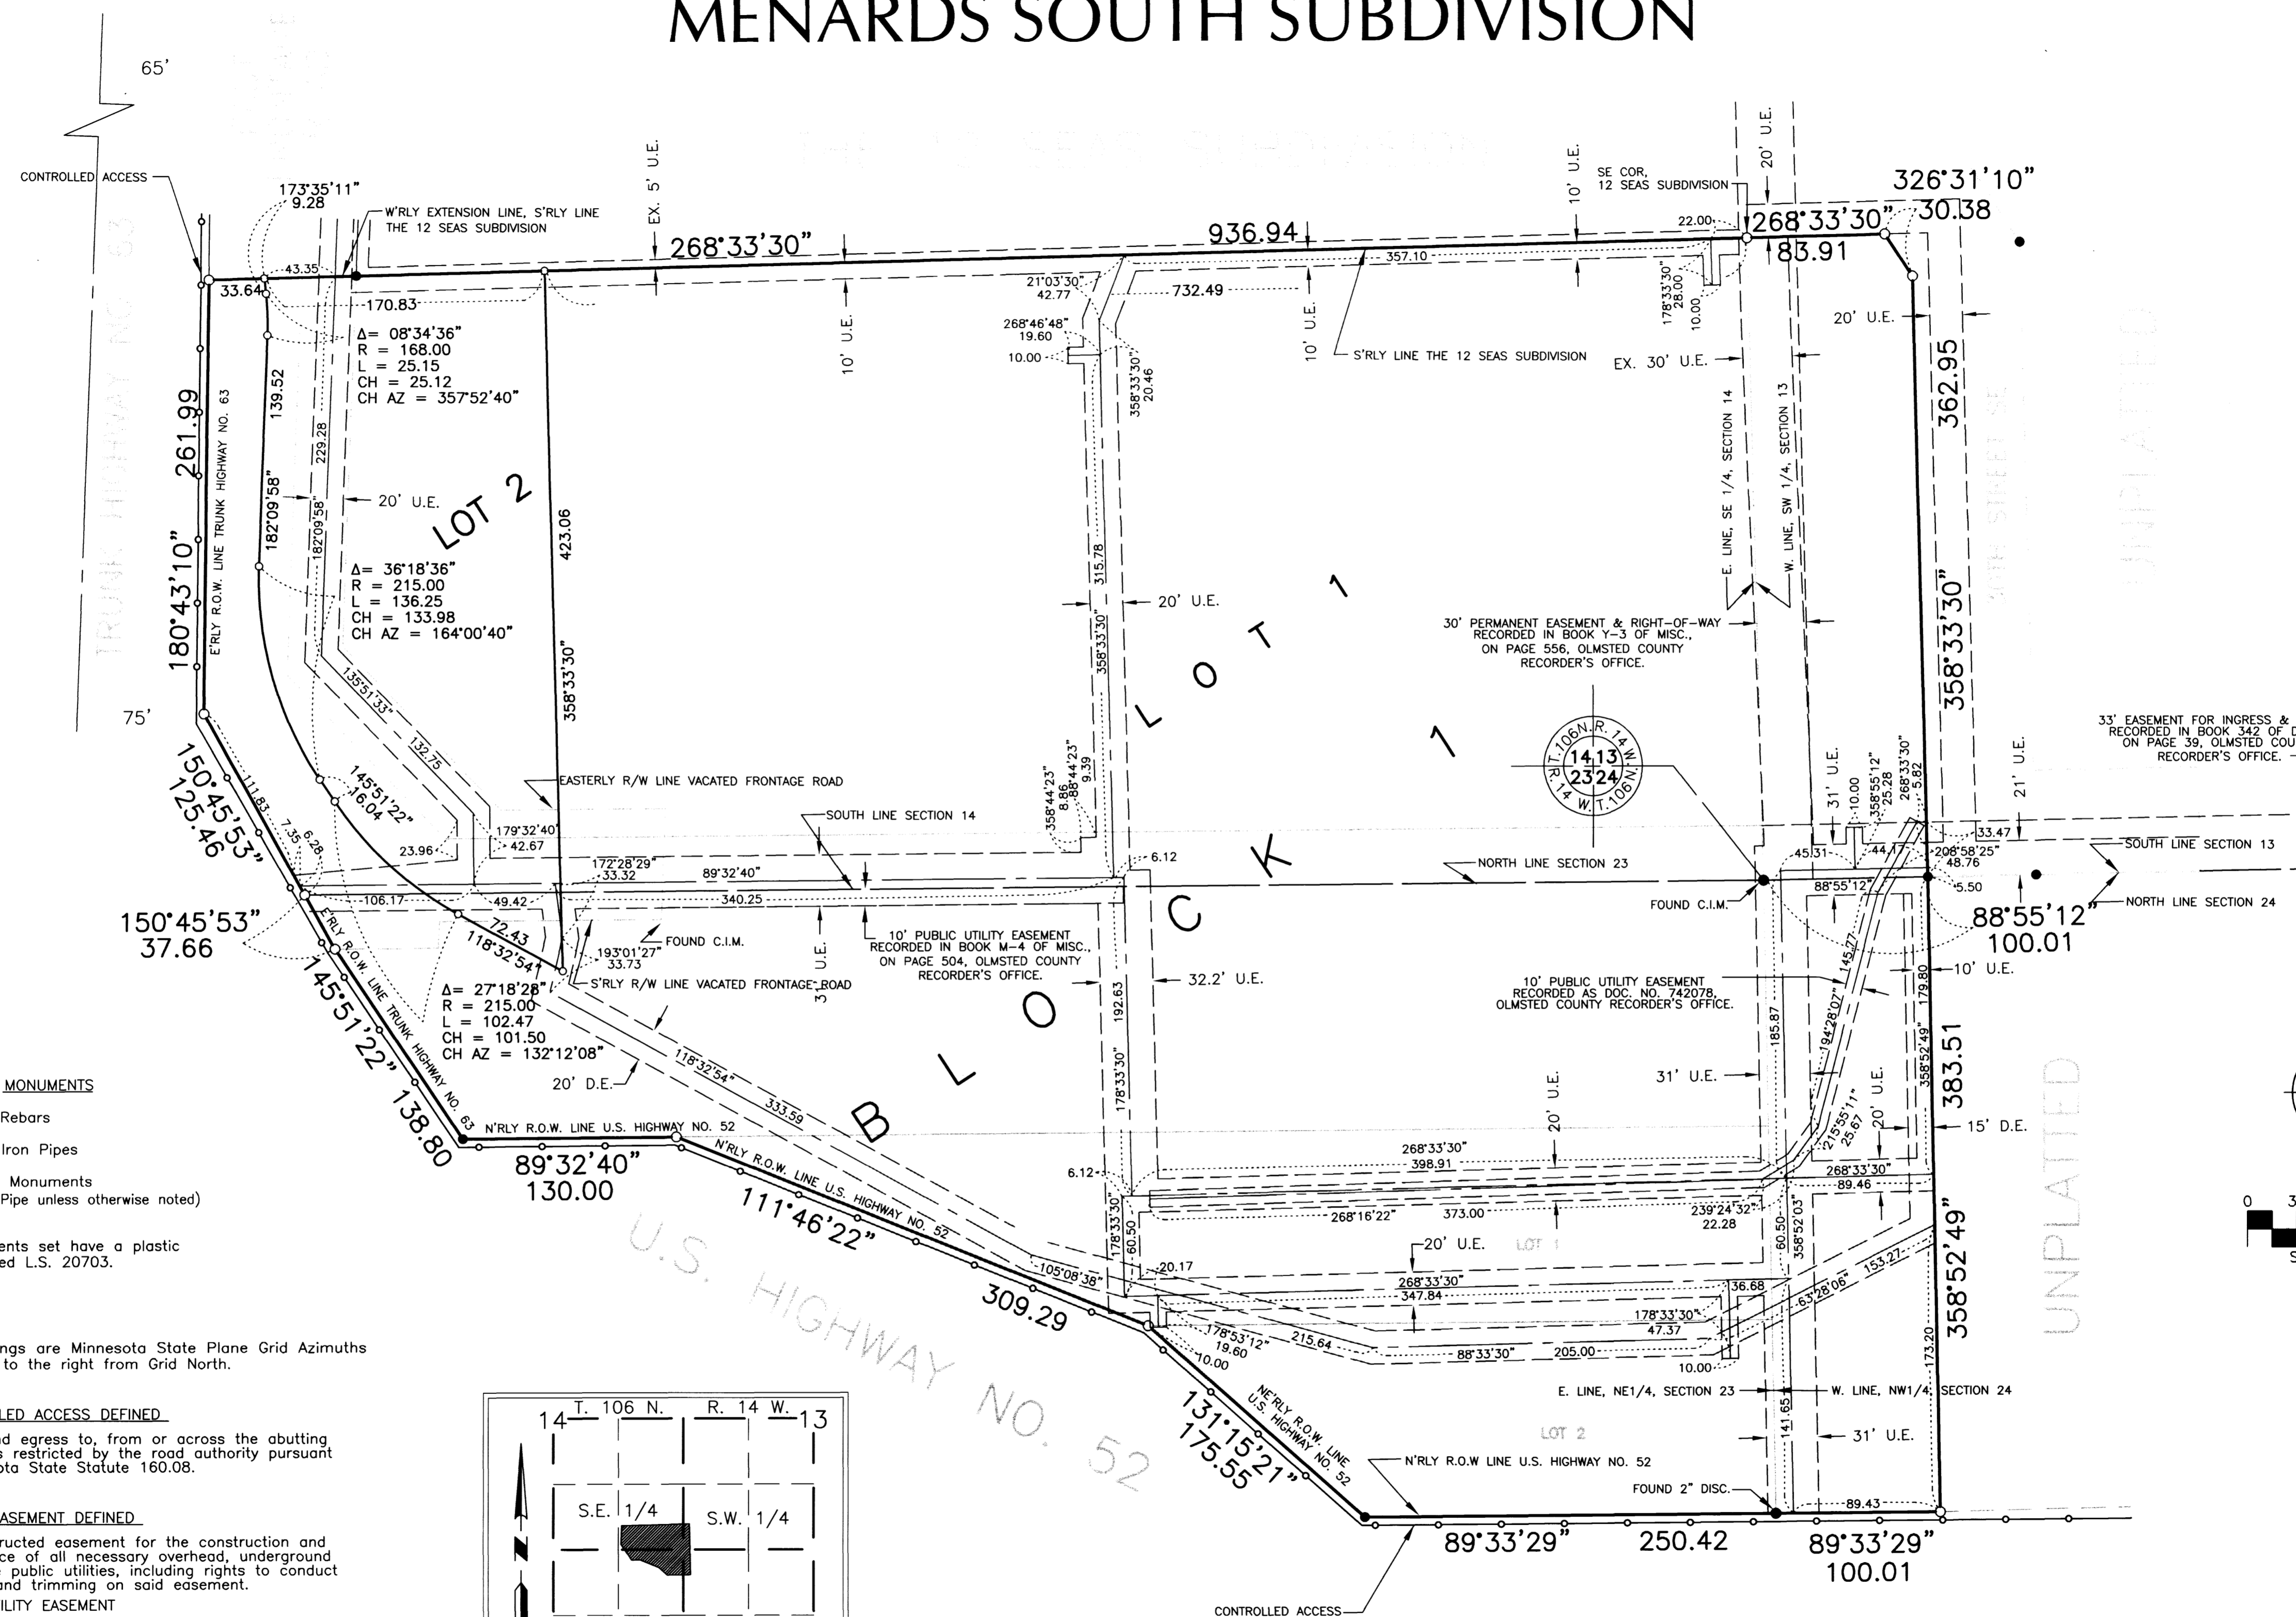 MENARDS SOUTH SUBDIVISION
65'
CONTROLLED ACCESS
173°35'11"
9.28
W'RLY EXTENSION LINE, S'RLY LINE
THE 12 SEAS SUBDIVISION
EX. 5' U.E.
268°33'30"
936.94
10' U.E.
SE COR,
12 SEAS SUBDIVISION
20' U.E.
22.00
268°33'30"
83.91
326°31'10"
30.38
43.35
33.64
170.83
357.10
732.49
21°03'30"
42.77
268°46'48"
19.60
10.00
358°33'30"
20.46
10' U.E.
10' U.E.
S'RLY LINE THE 12 SEAS SUBDIVISION
178°33'30"
28.00
10.00
EX. 30' U.E.
20' U.E.
362.95
358°33'30"
Δ= 08°34'36"
R = 168.00
L = 25.15
CH = 25.12
CH AZ = 357°52'40"
TRUNK HIGHWAY NO. 63
261.99
180°43'10"
E'RLY R.O.W. LINE TRUNK HIGHWAY NO. 63
139.52
182°09'58"
229.28
182°09'58"
20' U.E.
LOT 2
423.06
358°33'30"
315.78
358°33'30"
20' U.E.
Δ= 36°18'36"
R = 215.00
L = 136.25
CH = 133.98
CH AZ = 164°00'40"
E. LINE, SE 1/4, SECTION 14
W. LINE, SW 1/4, SECTION 13
UNPLATED
LOT 1
BLOCK 1
30' PERMANENT EASEMENT & RIGHT-OF-WAY
RECORDED IN BOOK Y-3 OF MISC.,
ON PAGE 556, OLMSTED COUNTY
RECORDER'S OFFICE.
T.106N. R. 14 W.
14 13
23 24
R. 14 W. T.106N.
75'
135°51'33"
132.75
150°45'53"
125.46
11.83
7.35
6.28
145°51'22"
16.04
EASTERLY R/W LINE VACATED FRONTAGE ROAD
SOUTH LINE SECTION 14
358°44'23"
8.86
88°44'23"
9.39
33' EASEMENT FOR INGRESS &
RECORDED IN BOOK 342 OF D
ON PAGE 39, OLMSTED COU
RECORDER'S OFFICE.
31' U.E.
10.00
358°55'12"
25.28
268°33'30"
5.82
21' U.E.
23.96
179°32'40"
42.67
172°28'29"
33.32
89°32'40"
6.12
NORTH LINE SECTION 23
45.31
44.17
33.47
208°58'25"
48.76
5.50
SOUTH LINE SECTION 13
NORTH LINE SECTION 24
106.17
49.42
340.25
88°55'12"
FOUND C.I.M.
88°55'12"
100.01
150°45'53"
37.66
72.43
118°32'54"
FOUND C.I.M.
193°01'27"
33.73
S'RLY R/W LINE VACATED FRONTAGE ROAD
10' PUBLIC UTILITY EASEMENT
RECORDED IN BOOK M-4 OF MISC.,
ON PAGE 504, OLMSTED COUNTY
RECORDER'S OFFICE.
32.2' U.E.
10' PUBLIC UTILITY EASEMENT
RECORDED AS DOC. NO. 742078,
OLMSTED COUNTY RECORDER'S OFFICE.
10' U.E.
E'RLY R.O.W. LINE TRUNK HIGHWAY NO. 63
145°51'22"
138.80
Δ= 27°18'28"
R = 215.00
L = 102.47
CH = 101.50
CH AZ = 132°12'08"
20' D.E.
118°32'54"
333.59
192.63
178°33'30"
185.87
145.77
194°28'07"
179.80
358°52'49"
383.51
31' U.E.
20' U.E.
215°55'11"
25.67
20' U.E.
15' D.E.
MONUMENTS
Rebars
Iron Pipes
Monuments
Pipe unless otherwise noted)
ents set have a plastic
ed L.S. 20703.
N'RLY R.O.W. LINE U.S. HIGHWAY NO. 52
89°32'40"
130.00
N'RLY R.O.W. LINE U.S. HIGHWAY NO. 52
111°46'22"
309.29
6.12
268°33'30"
398.91
268°33'30"
89.46
268°16'22"
373.00
239°24'32"
22.28
178°33'30"
60.50
60.50
358°52'03"
20' U.E.
LOT 1
U.S. HIGHWAY NO. 52
UNPLATED
358°52'49"
105°08'38"
20.17
268°33'30"
347.84
36.68
63°28'06"
153.27
178°53'12"
19.60
10.00
215.64
88°33'30"
205.00
178°33'30"
47.37
10.00
173.20
ngs are Minnesota State Plane Grid Azimuths
to the right from Grid North.
LED ACCESS DEFINED
nd egress to, from or across the abutting
s restricted by the road authority pursuant
ota State Statute 160.08.
T. 106 N. R. 14 W.
14
13
S.E. 1/4
S.W. 1/4
N
NE'RLY R.O.W. LINE
U.S. HIGHWAY NO. 52
131°15'21"
175.55
E. LINE, NE1/4, SECTION 23
W. LINE, NW1/4, SECTION 24
141.65
LOT 2
31' U.E.
N'RLY R.O.W LINE U.S. HIGHWAY NO. 52
FOUND 2" DISC.
89.43
89°33'29"
250.42
89°33'29"
100.01
EASEMENT DEFINED
ructed easement for the construction and
ce of all necessary overhead, underground
public utilities, including rights to conduct
and trimming on said easement.
ILITY EASEMENT
CONTROLLED ACCESS